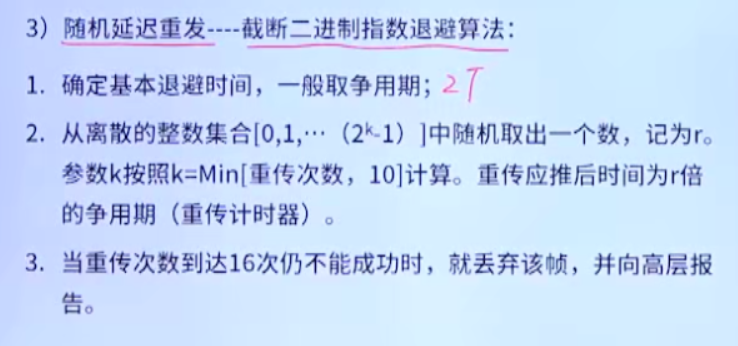 3）随机延迟重发----截断二进制指数退避算法：
1. 确定基本退避时间，一般取争用期；2τ
2. 从离散的整数集合[0,1,…（2ᵏ-1）]中随机取出一个数，记为r。
参数k按照k=Min[重传次数，10]计算。重传应推后时间为r倍
的争用期（重传计时器）。
3. 当重传次数到达16次仍不能成功时，就丢弃该帧，并向高层报
告。